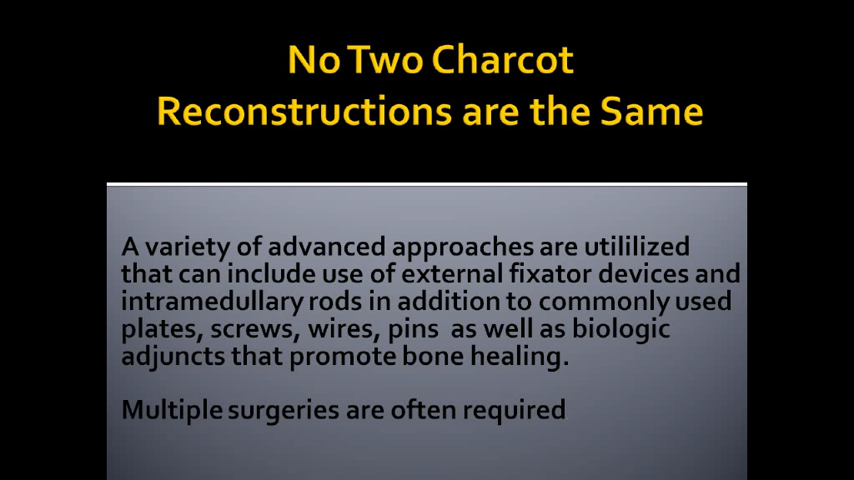 No Two Charcot
Reconstructions are the Same
A variety of advanced approaches are utililized
that can include use of external fixator devices and
intramedullary rods in addition to commonly used
plates, screws, wires, pins as well as biologic
adjuncts that promote bone healing.
Multiple surgeries are often required